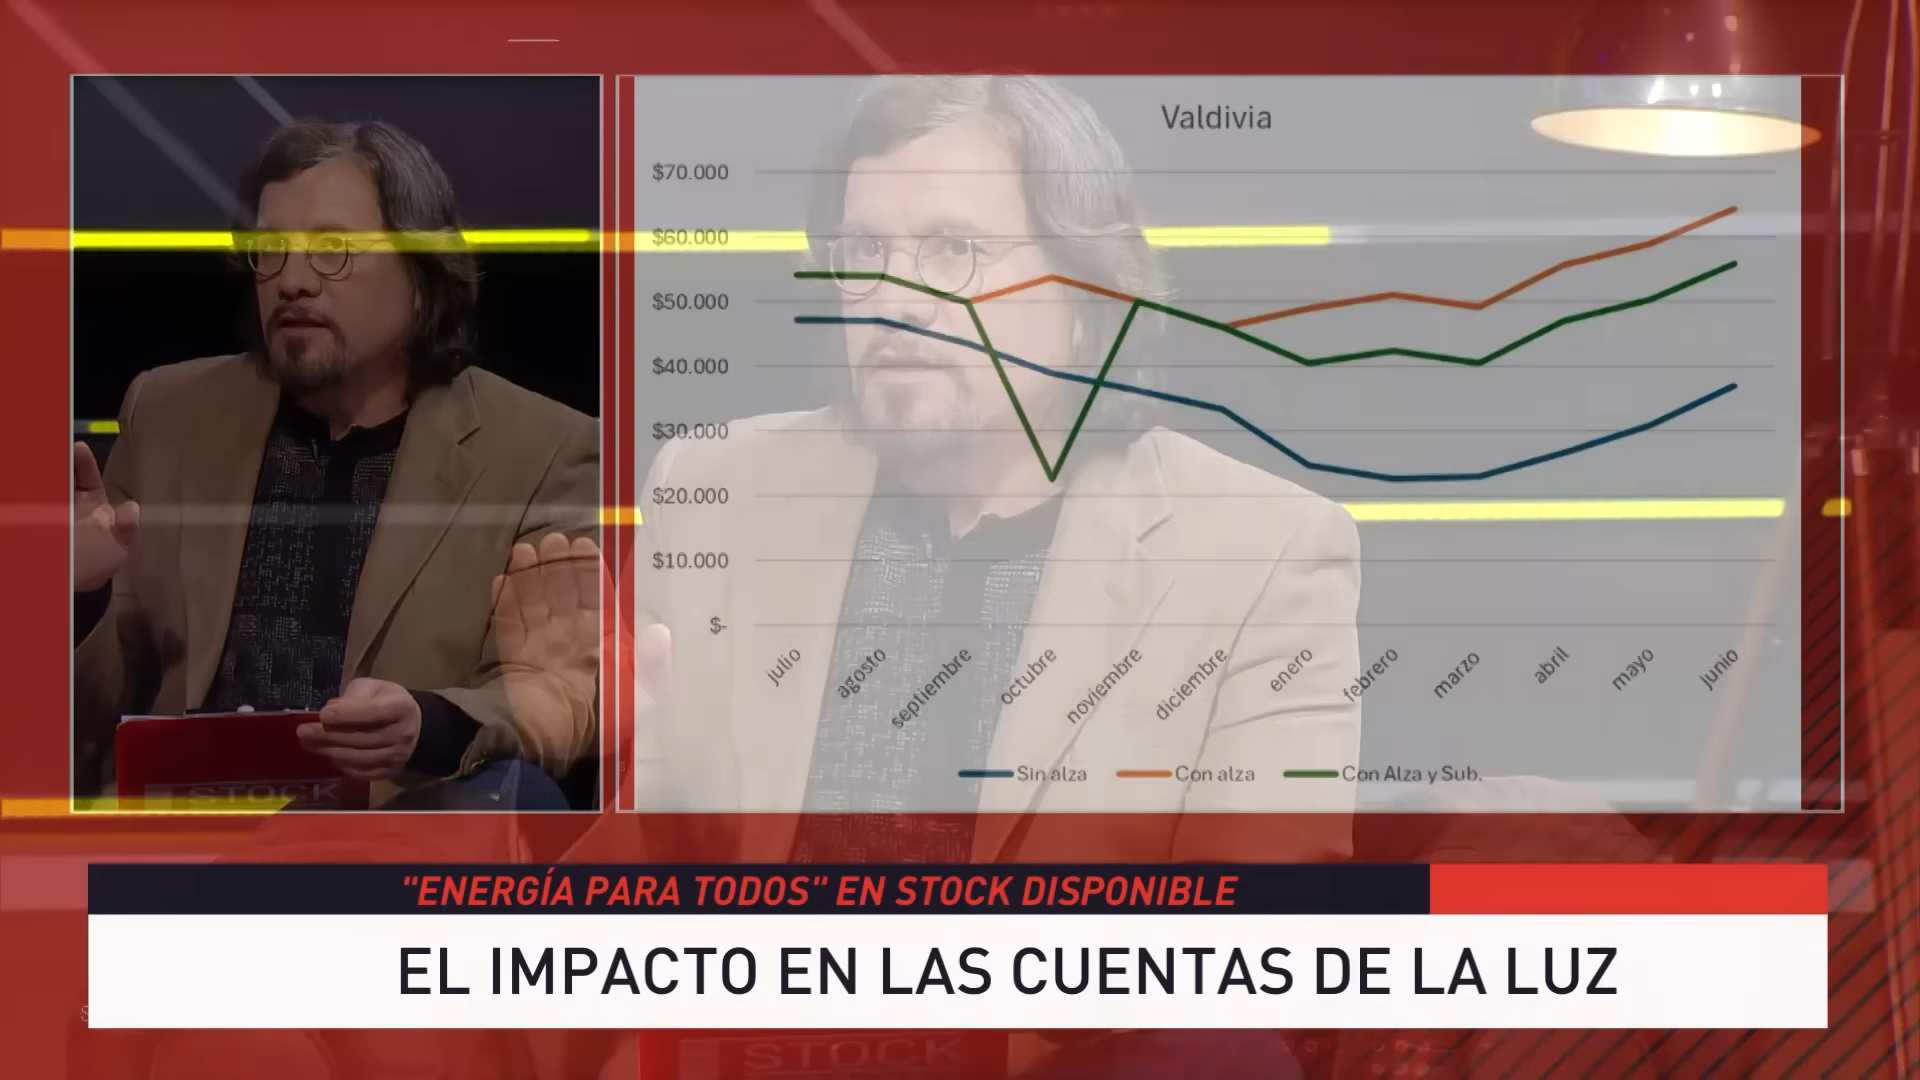 Valdivia
$70.000
$60.000
$50.000
$40.000
$30.000
$20.000
$10.000
$-
julio
agosto
septiembre
octubre
noviembre
diciembre
enero
febrero
marzo
abril
mayo
junio
Sin alza
Con alza
Con Alza y Sub.
STOCK
"ENERGÍA PARA TODOS" EN STOCK DISPONIBLE
EL IMPACTO EN LAS CUENTAS DE LA LUZ
STOCK